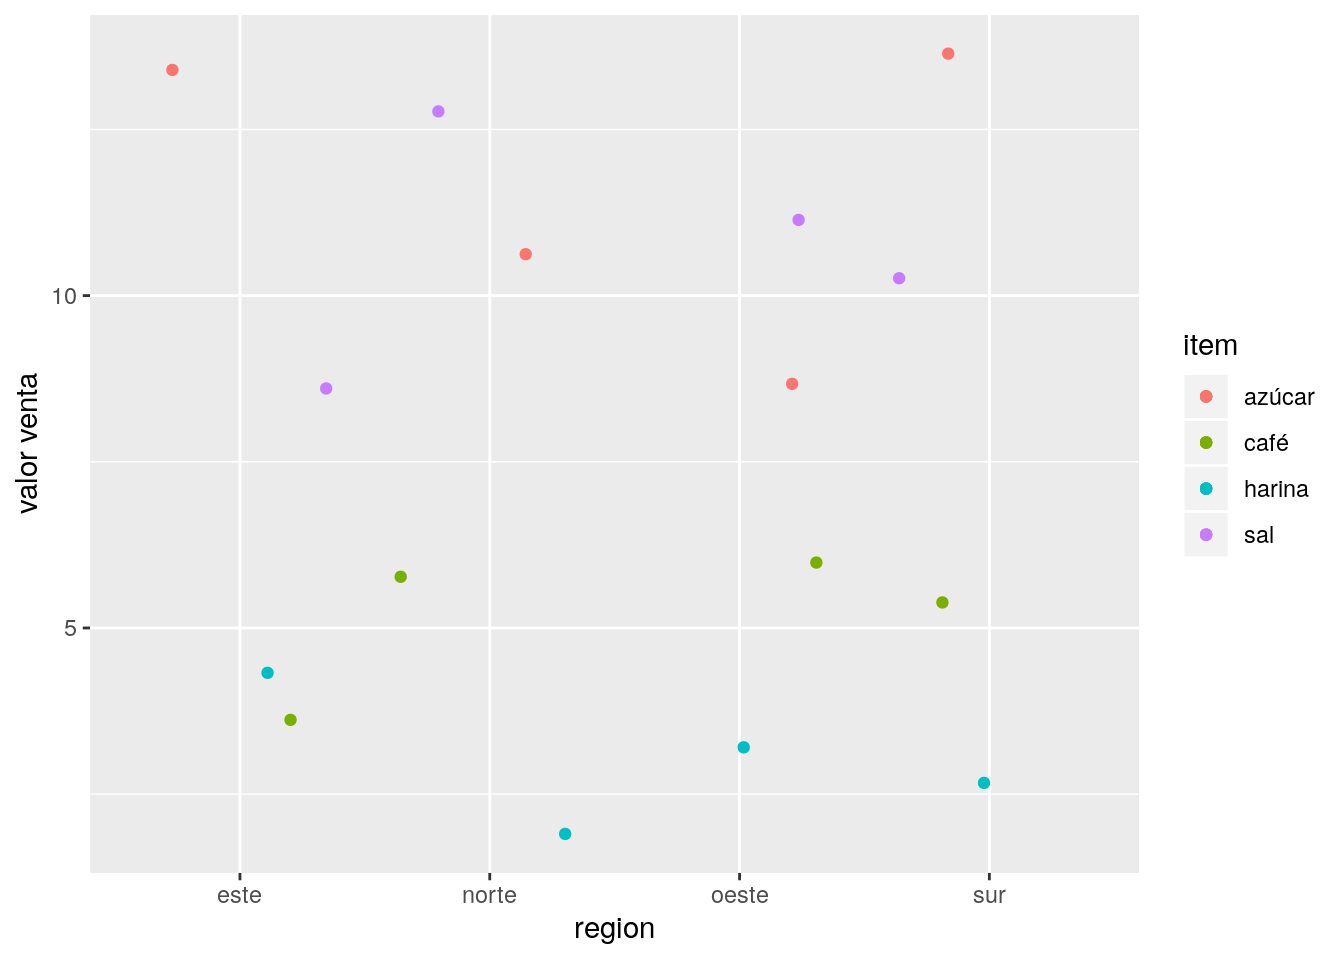 valor venta
10
5
este norte oeste sur
region
item
azúcar
café
harina
sal